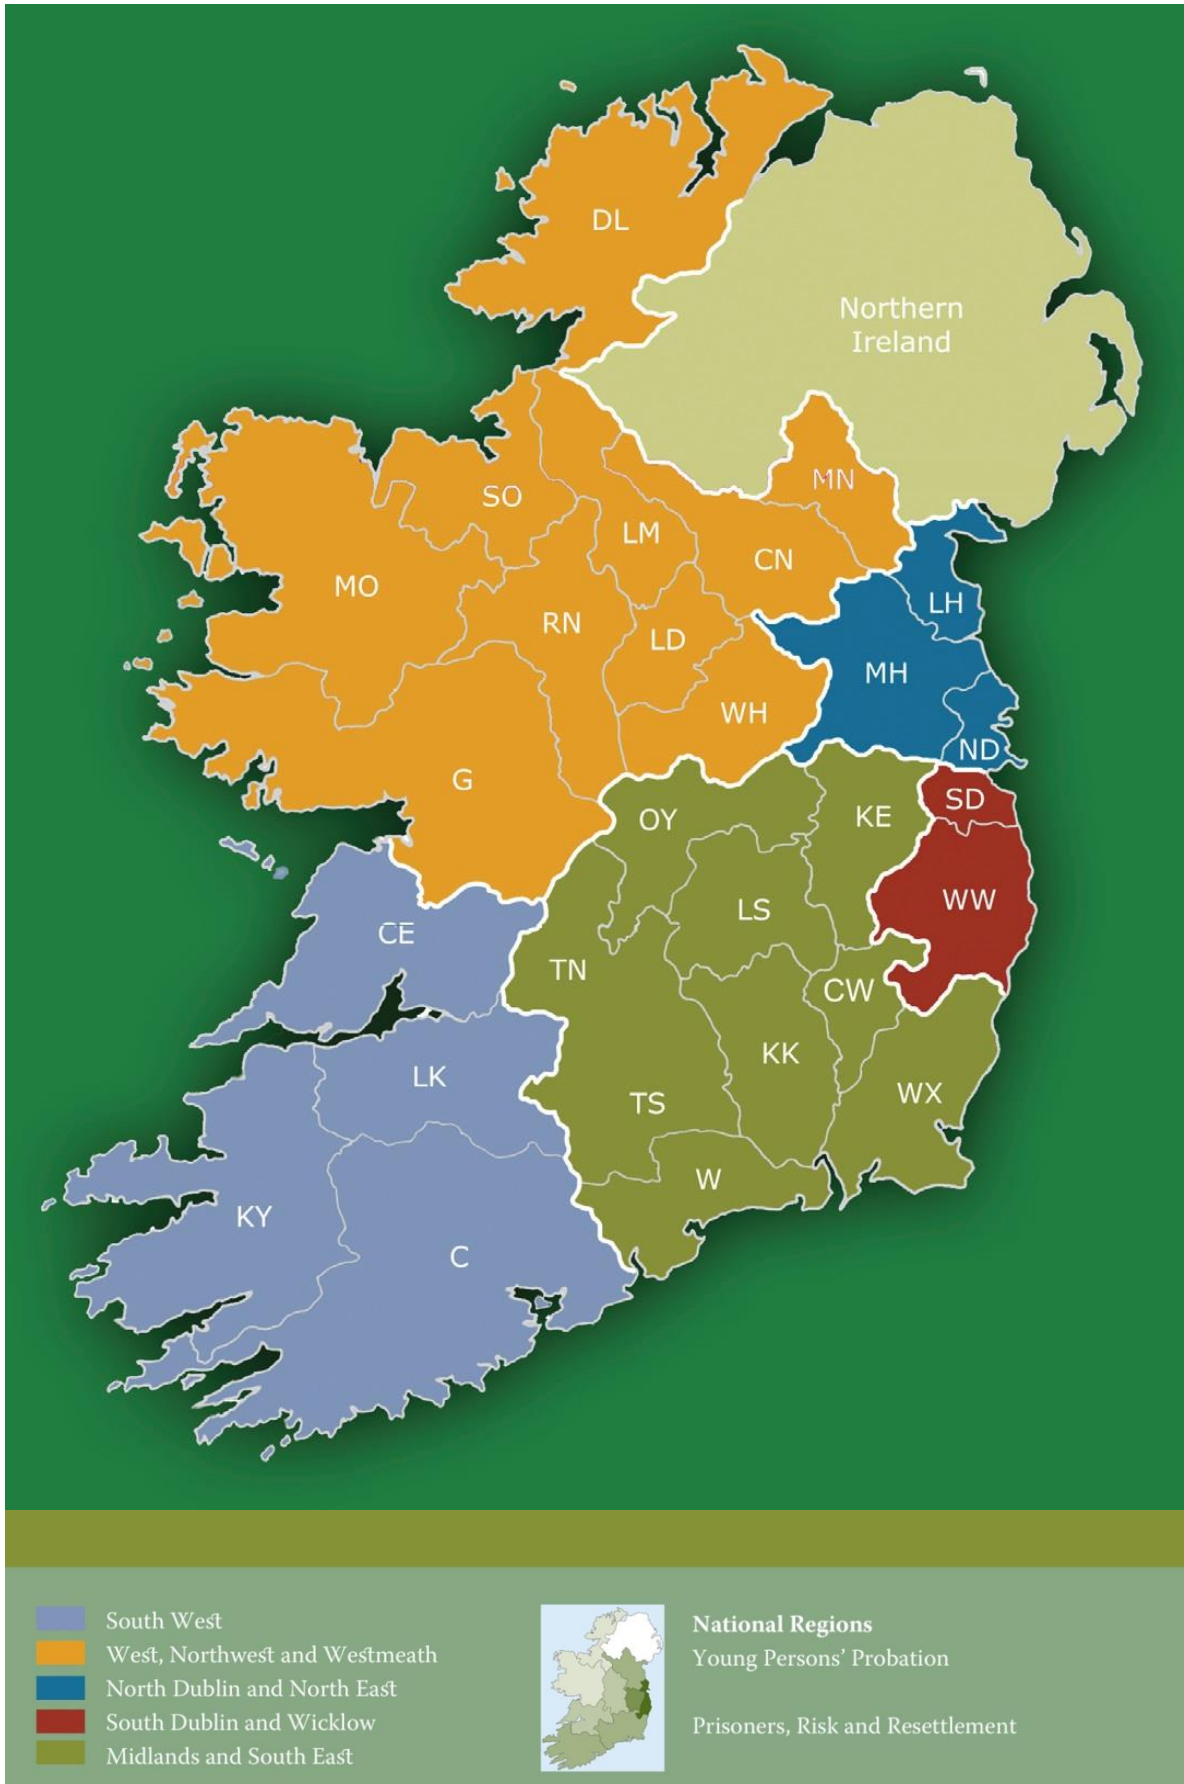 DL
Northern
Ireland
MN
SO
LM
CN
MO
LH
RN
LD
MH
WH
ND
G
SD
OY
KE
WW
LS
CE
TN
CW
KK
LK
WX
TS
W
KY
C
South West
West, Northwest and Westmeath
North Dublin and North East
South Dublin and Wicklow
Midlands and South East
National Regions
Young Persons’ Probation
Prisoners, Risk and Resettlement